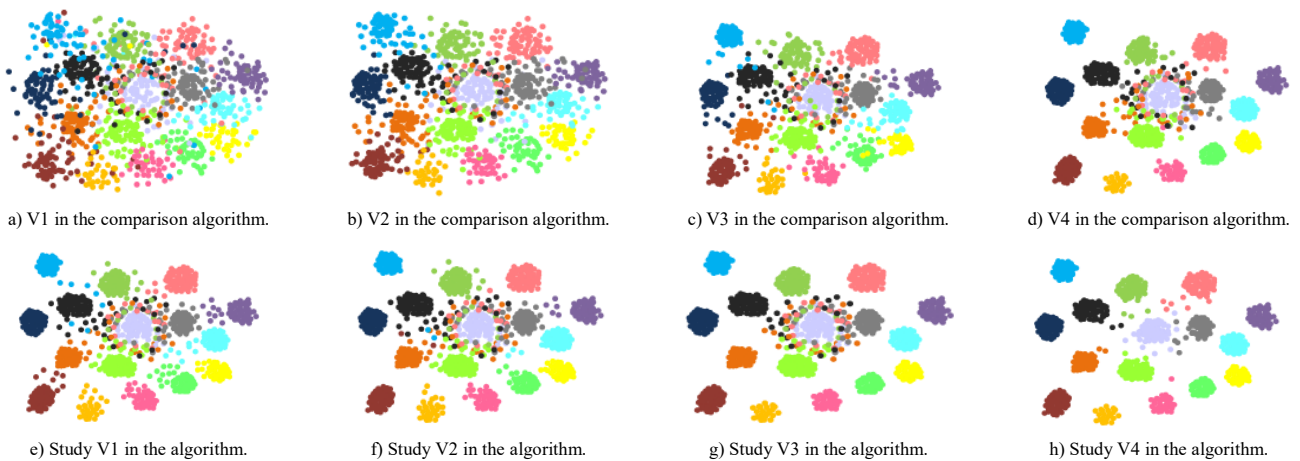 a) V1 in the comparison algorithm.
b) V2 in the comparison algorithm.
c) V3 in the comparison algorithm.
d) V4 in the comparison algorithm.
e) Study V1 in the algorithm.
f) Study V2 in the algorithm.
g) Study V3 in the algorithm.
h) Study V4 in the algorithm.